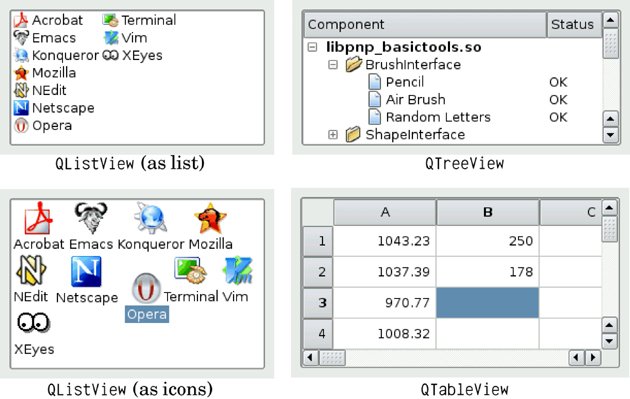 Acrobat Terminal
Emacs Vim
Konqueror XEyes
Mozilla
NEdit
Netscape
Opera
QListView (as list)
Component Status
libpnp_basictools.so
BrushInterface
Pencil OK
Air Brush OK
Random Letters OK
ShapeInterface
QTreeView
Acrobat Emacs Konqueror Mozilla
NEdit Netscape Opera Terminal Vim
XEyes
QListView (as icons)
A B C
1 1043.23 250
2 1037.39 178
3 970.77
4 1008.32
QTableView